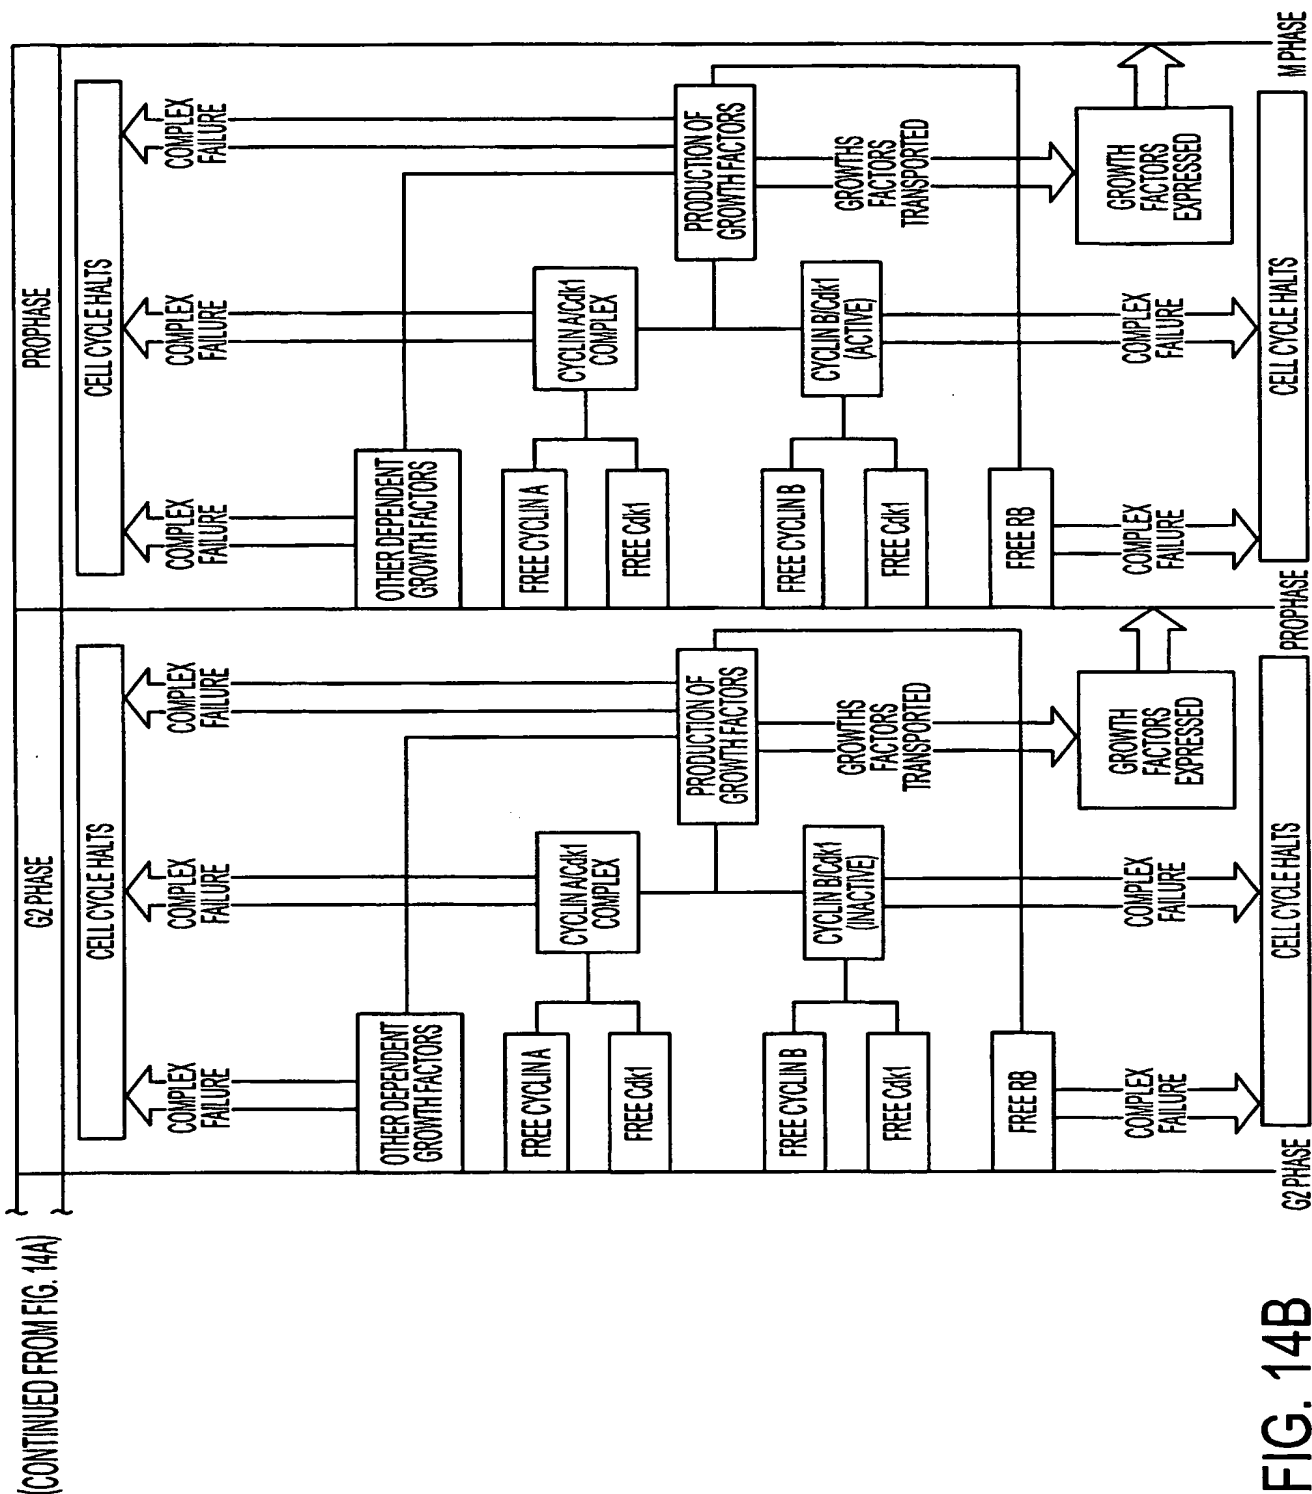 (CONTINUED FROM FIG. 14A)
G2 PHASE
PROPHASE
CELL CYCLE HALTS
COMPLEX
FAILURE
COMPLEX
FAILURE
COMPLEX
FAILURE
OTHER DEPENDENT
GROWTH FACTORS
FREE CYCLIN A
FREE Cdk1
CYCLIN A/Cdk1
COMPLEX
PRODUCTION OF
GROWTH FACTORS
FREE CYCLIN B
FREE Cdk1
CYCLIN B/Cdk1
(INACTIVE)
GROWTHS
FACTORS
TRANSPORTED
FREE RB
COMPLEX
FAILURE
COMPLEX
FAILURE
GROWTH
FACTORS
EXPRESSED
CELL CYCLE HALTS
G2 PHASE
CELL CYCLE HALTS
COMPLEX
FAILURE
COMPLEX
FAILURE
COMPLEX
FAILURE
OTHER DEPENDENT
GROWTH FACTORS
FREE CYCLIN A
FREE Cdk1
CYCLIN A/Cdk1
COMPLEX
PRODUCTION OF
GROWTH FACTORS
FREE CYCLIN B
FREE Cdk1
CYCLIN B/Cdk1
(ACTIVE)
GROWTHS
FACTORS
TRANSPORTED
FREE RB
COMPLEX
FAILURE
COMPLEX
FAILURE
GROWTH
FACTORS
EXPRESSED
CELL CYCLE HALTS
PROPHASE
M PHASE
FIG. 14B